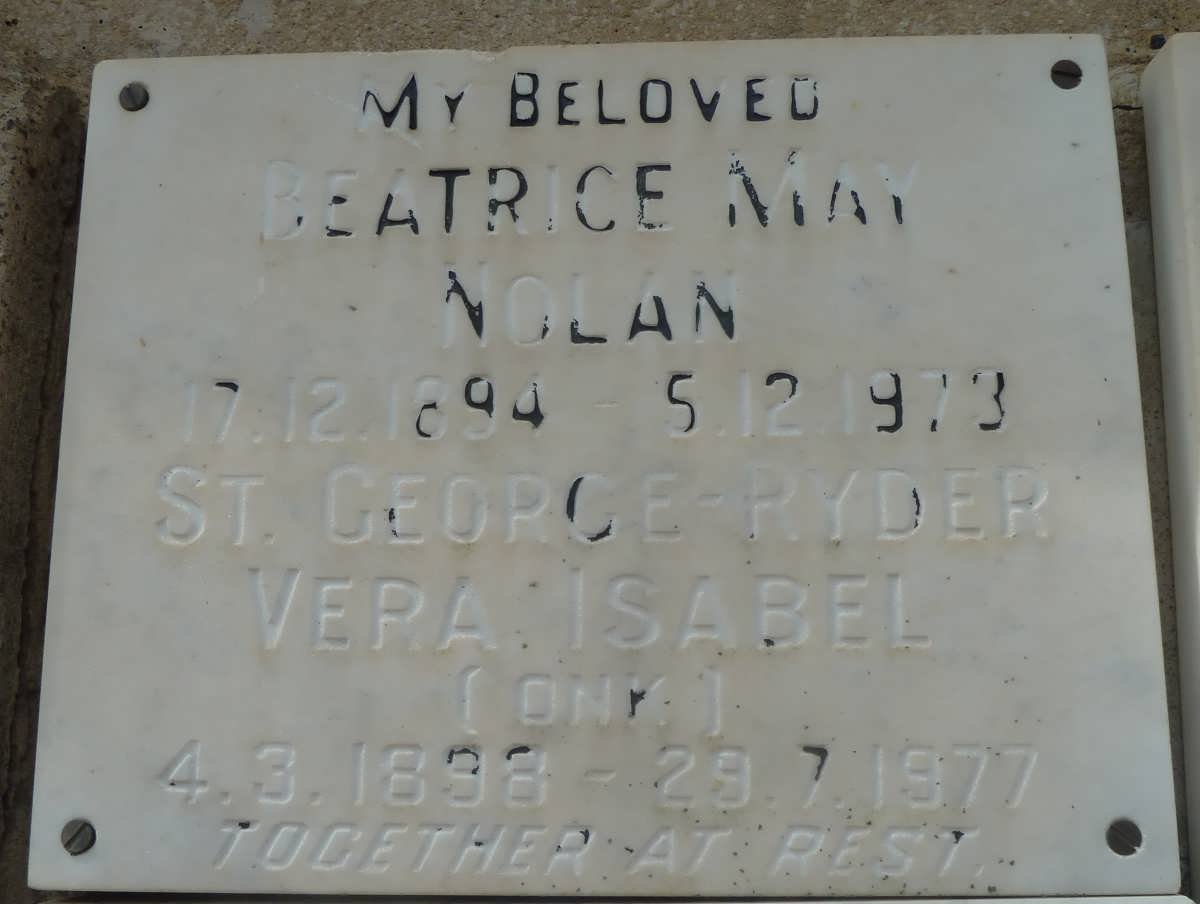 My Beloved
Beatrice May
Nolan
17.12.1894 - 5.12.1973
St. George-Ryder
Vera Isabel
(ONK.)
4.3.1898 - 29.7.1977
TOGETHER AT REST.